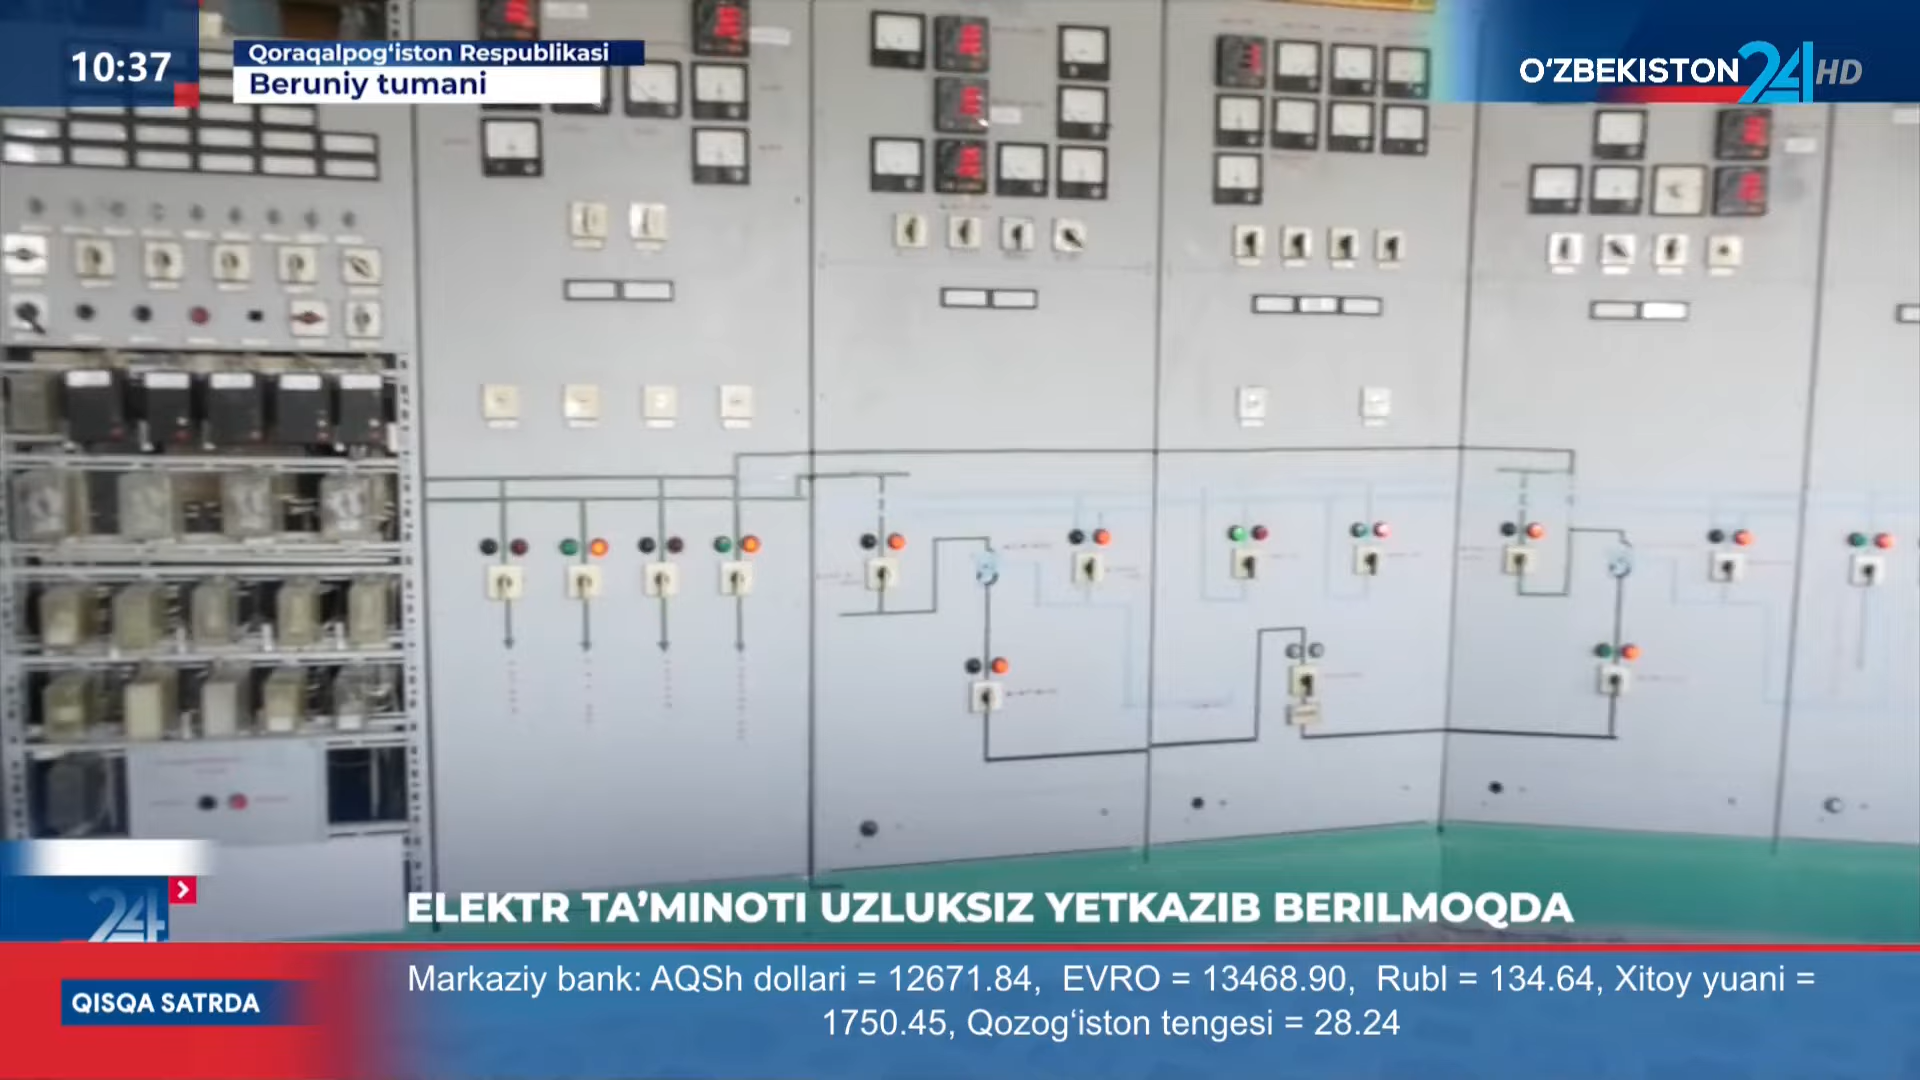 10:37
Qoraqalpog‘iston Respublikasi
Beruniy tumani
O‘ZBEKISTON 24 HD
24
ELEKTR TA’MINOTI UZLUKSIZ YETKAZIB BERILMOQDA
QISQA SATRDA
Markaziy bank: AQSh dollari = 12671.84, EVRO = 13468.90, Rubl = 134.64, Xitoy yuani =
1750.45, Qozog‘iston tengesi = 28.24